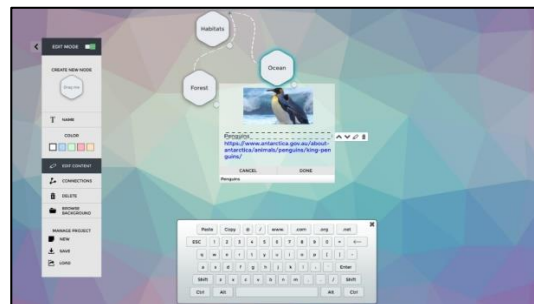 EDIT MODE
CREATE NEW NODE
Drag me
NAME
COLOR
EDIT CONTENT
CONNECTIONS
DELETE
BROWSE
BACKGROUND
MANAGE PROJECT
NEW
SAVE
LOAD
Habitats
Ocean
Forest
Penguins
https://www.antarctica.gov.au/about-
antarctica/animals/penguins/king-pen
guins/
CANCEL DONE
Penguins
Paste Copy @ / www. .com .org .net
ESC 1 2 3 4 5 6 7 8 9 0 + <--
q w e r t y u i o p [ ] -
a s d f g h j k l Enter
Shift z x c v b n m , . / Shift
Ctrl Alt Alt Ctrl